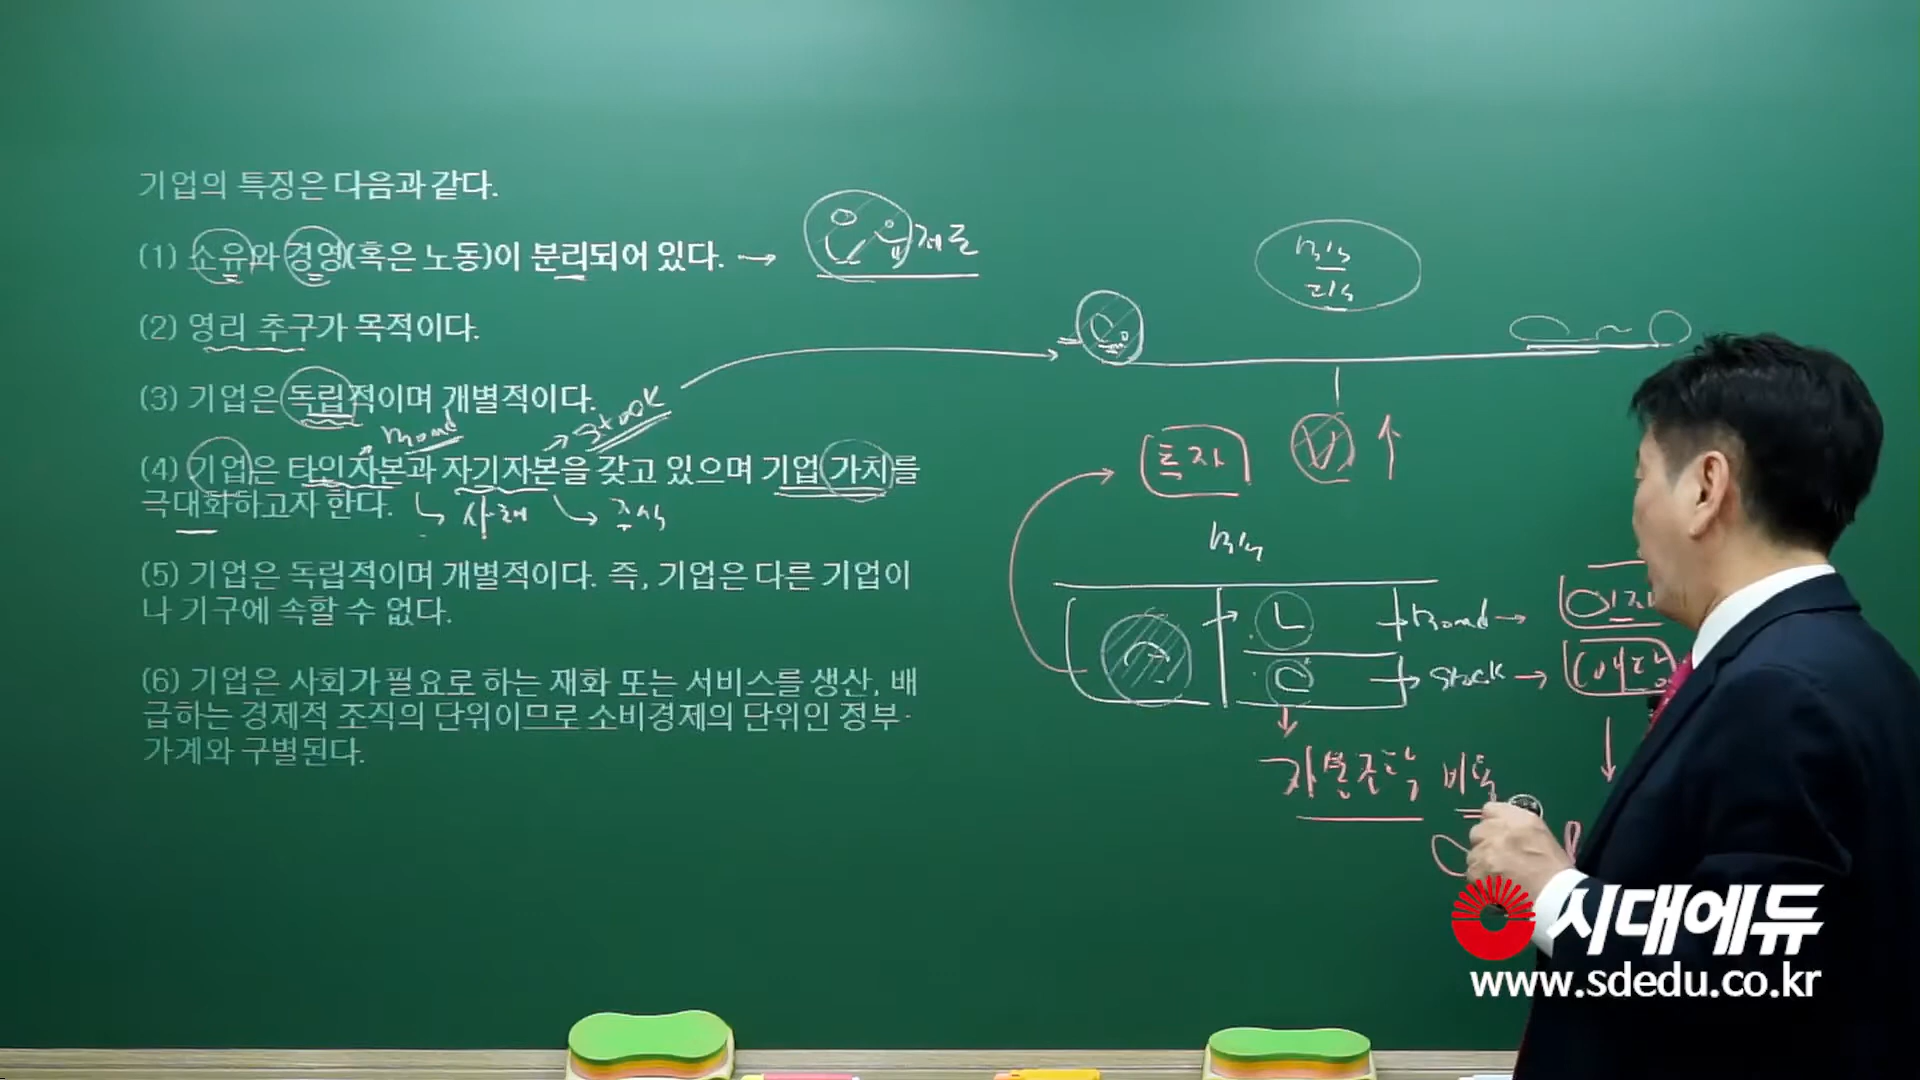 기업의 특징은 다음과 같다.
(1) 소유와 경영(혹은 노동)이 분리되어 있다. → 제도
(2) 영리 추구가 목적이다.
(3) 기업은 독립적이며 개별적이다.
Bond
Stock
(4) 기업은 타인자본과 자기자본을 갖고 있으며 기업 가치를
극대화하고자 한다.
사채
주식
(5) 기업은 독립적이며 개별적이다. 즉, 기업은 다른 기업이
나 기구에 속할 수 없다.
(6) 기업은 사회가 필요로 하는 재화 또는 서비스를 생산, 배
급하는 경제적 조직의 단위이므로 소비경제의 단위인 정부·
가계와 구별된다.
B/S
I/S
투자
V ↑
B/S
L → Bond →
C → Stock →
자본조달 비용
시대에듀
www.sdedu.co.kr